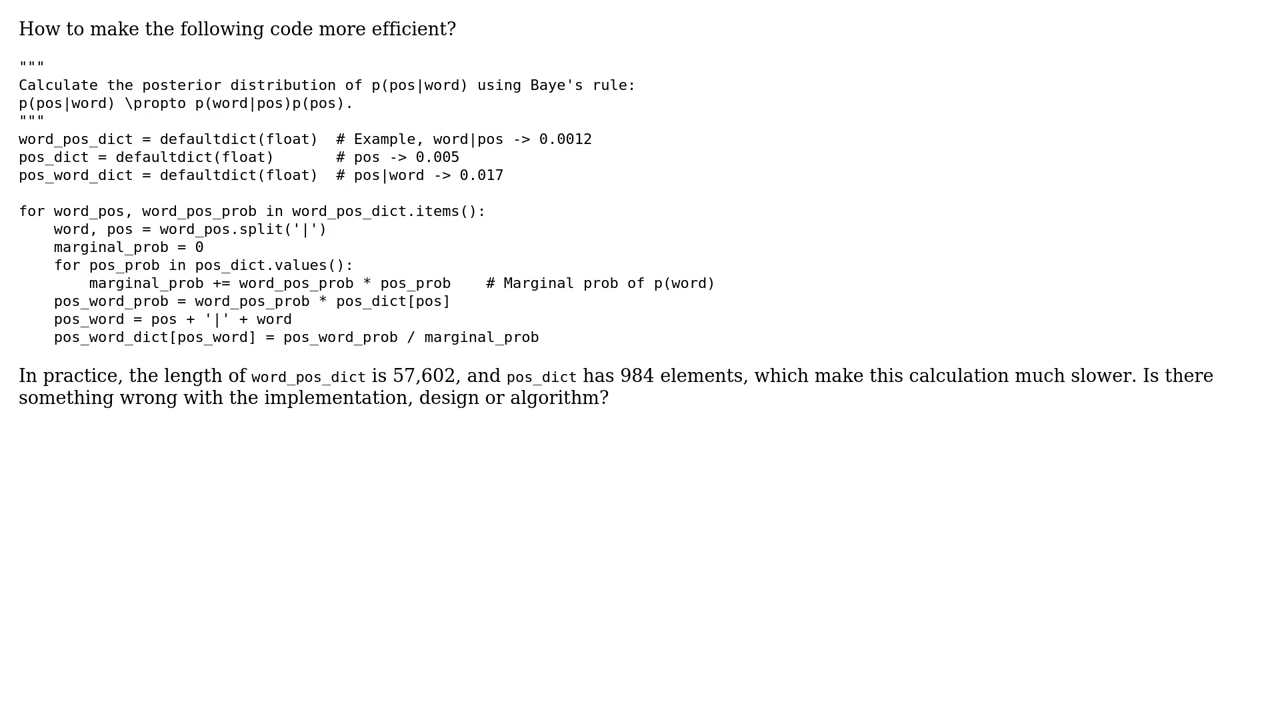 How to make the following code more efficient?
"""
Calculate the posterior distribution of p(pos|word) using Baye's rule:
p(pos|word) \propto p(word|pos)p(pos).
"""
word_pos_dict = defaultdict(float)  # Example, word|pos -> 0.0012
pos_dict = defaultdict(float)       # pos -> 0.005
pos_word_dict = defaultdict(float)  # pos|word -> 0.017
for word_pos, word_pos_prob in word_pos_dict.items():
    word, pos = word_pos.split('|')
    marginal_prob = 0
    for pos_prob in pos_dict.values():
        marginal_prob += word_pos_prob * pos_prob    # Marginal prob of p(word)
    pos_word_prob = word_pos_prob * pos_dict[pos]
    pos_word = pos + '|' + word
    pos_word_dict[pos_word] = pos_word_prob / marginal_prob
In practice, the length of word_pos_dict is 57,602, and pos_dict has 984 elements, which make this calculation much slower. Is there
something wrong with the implementation, design or algorithm?